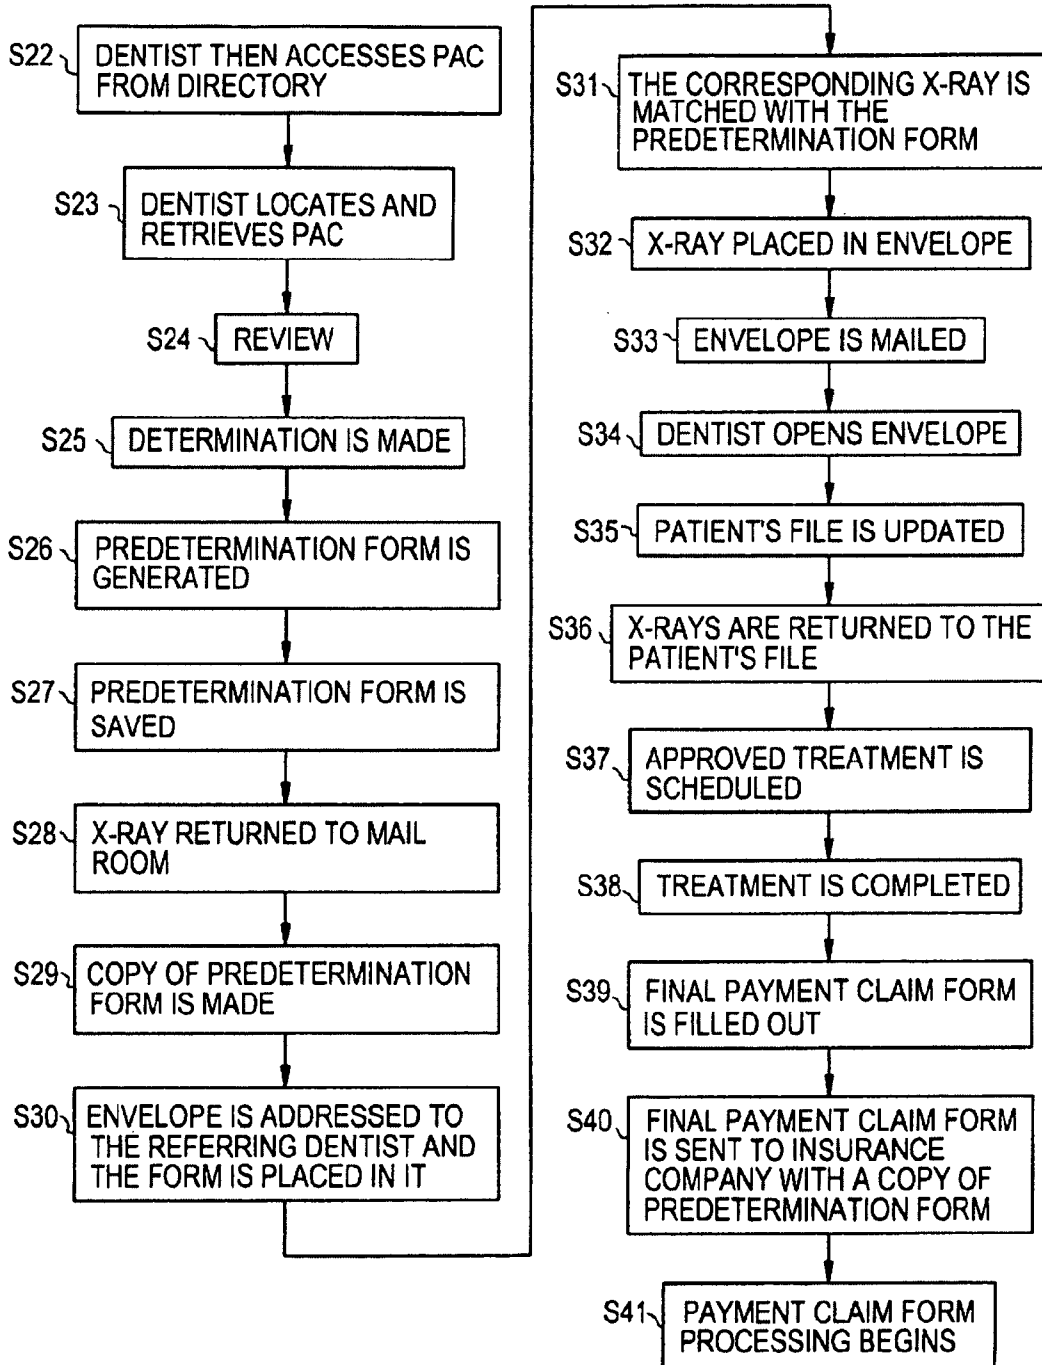 S22
DENTIST THEN ACCESSES PAC
FROM DIRECTORY
S23
DENTIST LOCATES AND
RETRIEVES PAC
S24
REVIEW
S25
DETERMINATION IS MADE
S26
PREDETERMINATION FORM IS
GENERATED
S27
PREDETERMINATION FORM IS
SAVED
S28
X-RAY RETURNED TO MAIL
ROOM
S29
COPY OF PREDETERMINATION
FORM IS MADE
S30
ENVELOPE IS ADDRESSED TO
THE REFERRING DENTIST AND
THE FORM IS PLACED IN IT
S31
THE CORRESPONDING X-RAY IS
MATCHED WITH THE
PREDETERMINATION FORM
S32
X-RAY PLACED IN ENVELOPE
S33
ENVELOPE IS MAILED
S34
DENTIST OPENS ENVELOPE
S35
PATIENT'S FILE IS UPDATED
S36
X-RAYS ARE RETURNED TO THE
PATIENT'S FILE
S37
APPROVED TREATMENT IS
SCHEDULED
S38
TREATMENT IS COMPLETED
S39
FINAL PAYMENT CLAIM FORM
IS FILLED OUT
S40
FINAL PAYMENT CLAIM FORM
IS SENT TO INSURANCE
COMPANY WITH A COPY OF
PREDETERMINATION FORM
S41
PAYMENT CLAIM FORM
PROCESSING BEGINS